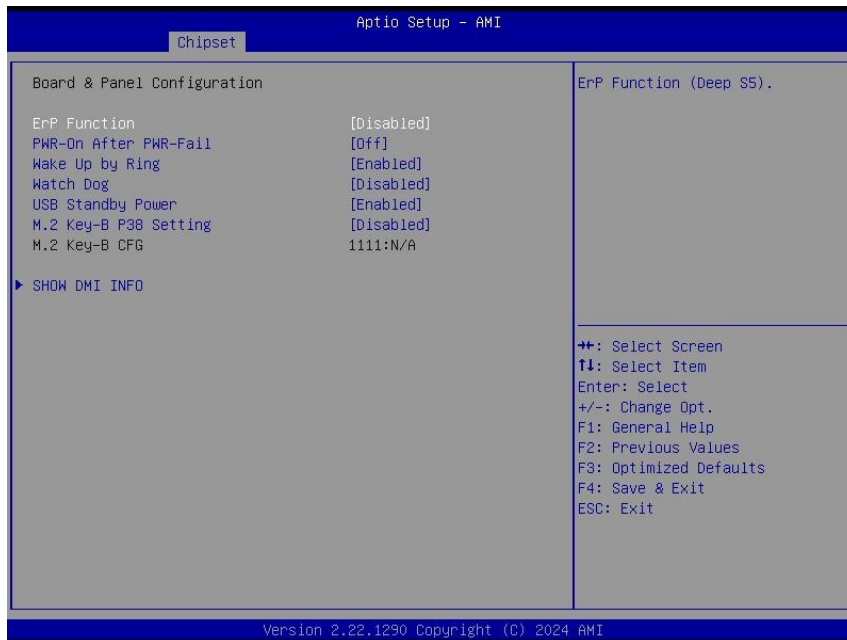 Aptio Setup – AMI
Chipset
Board & Panel Configuration
ErP Function [Disabled]
PWR-On After PWR-Fail [Off]
Wake Up by Ring [Enabled]
Watch Dog [Disabled]
USB Standby Power [Enabled]
M.2 Key-B P38 Setting [Disabled]
M.2 Key-B CFG 1111:N/A
SHOW DMI INFO
ErP Function (Deep S5).
→←: Select Screen
↑↓: Select Item
Enter: Select
+/-: Change Opt.
F1: General Help
F2: Previous Values
F3: Optimized Defaults
F4: Save & Exit
ESC: Exit
Version 2.22.1290 Copyright (C) 2024 AMI